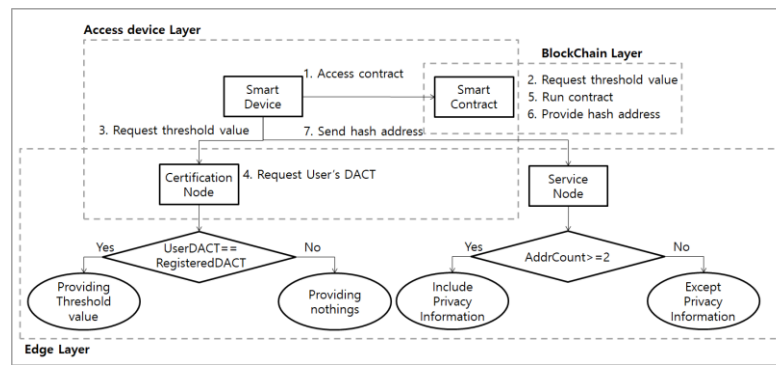 Access device Layer
BlockChain Layer
1. Access contract
Smart
Device
Smart
Contract
2. Request threshold value
5. Run contract
6. Provide hash address
3. Request threshold value
7. Send hash address
Certification
Node
4. Request User's DACT
Service
Node
Yes
UserDACT==
RegisteredDACT
No
Yes
AddrCount>=2
No
Providing
Threshold
value
Providing
nothings
Include
Privacy
Information
Except
Privacy
Information
Edge Layer